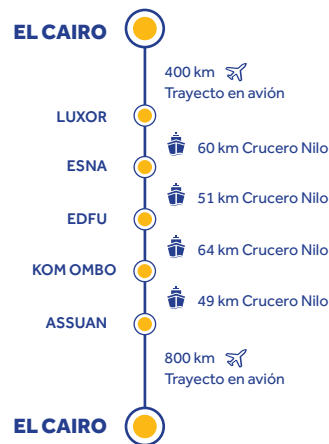 EL CAIRO
400 km
Trayecto en avión
LUXOR
60 km Crucero Nilo
ESNA
51 km Crucero Nilo
EDFU
64 km Crucero Nilo
KOM OMBO
49 km Crucero Nilo
ASSUAN
800 km
Trayecto en avión
EL CAIRO